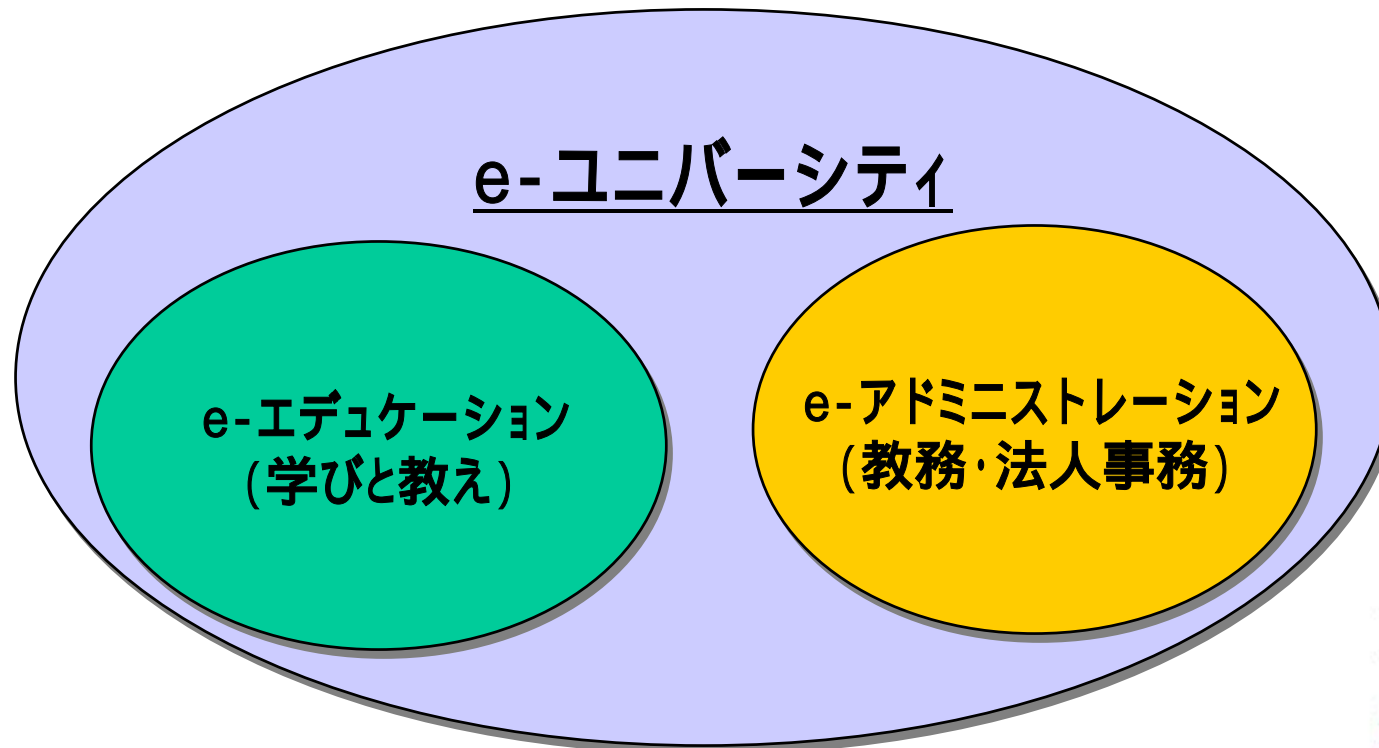 e-ユニバーシティ
e-エデュケーション
(学びと教え)
e-アドミニストレーション
(教務・法人事務)